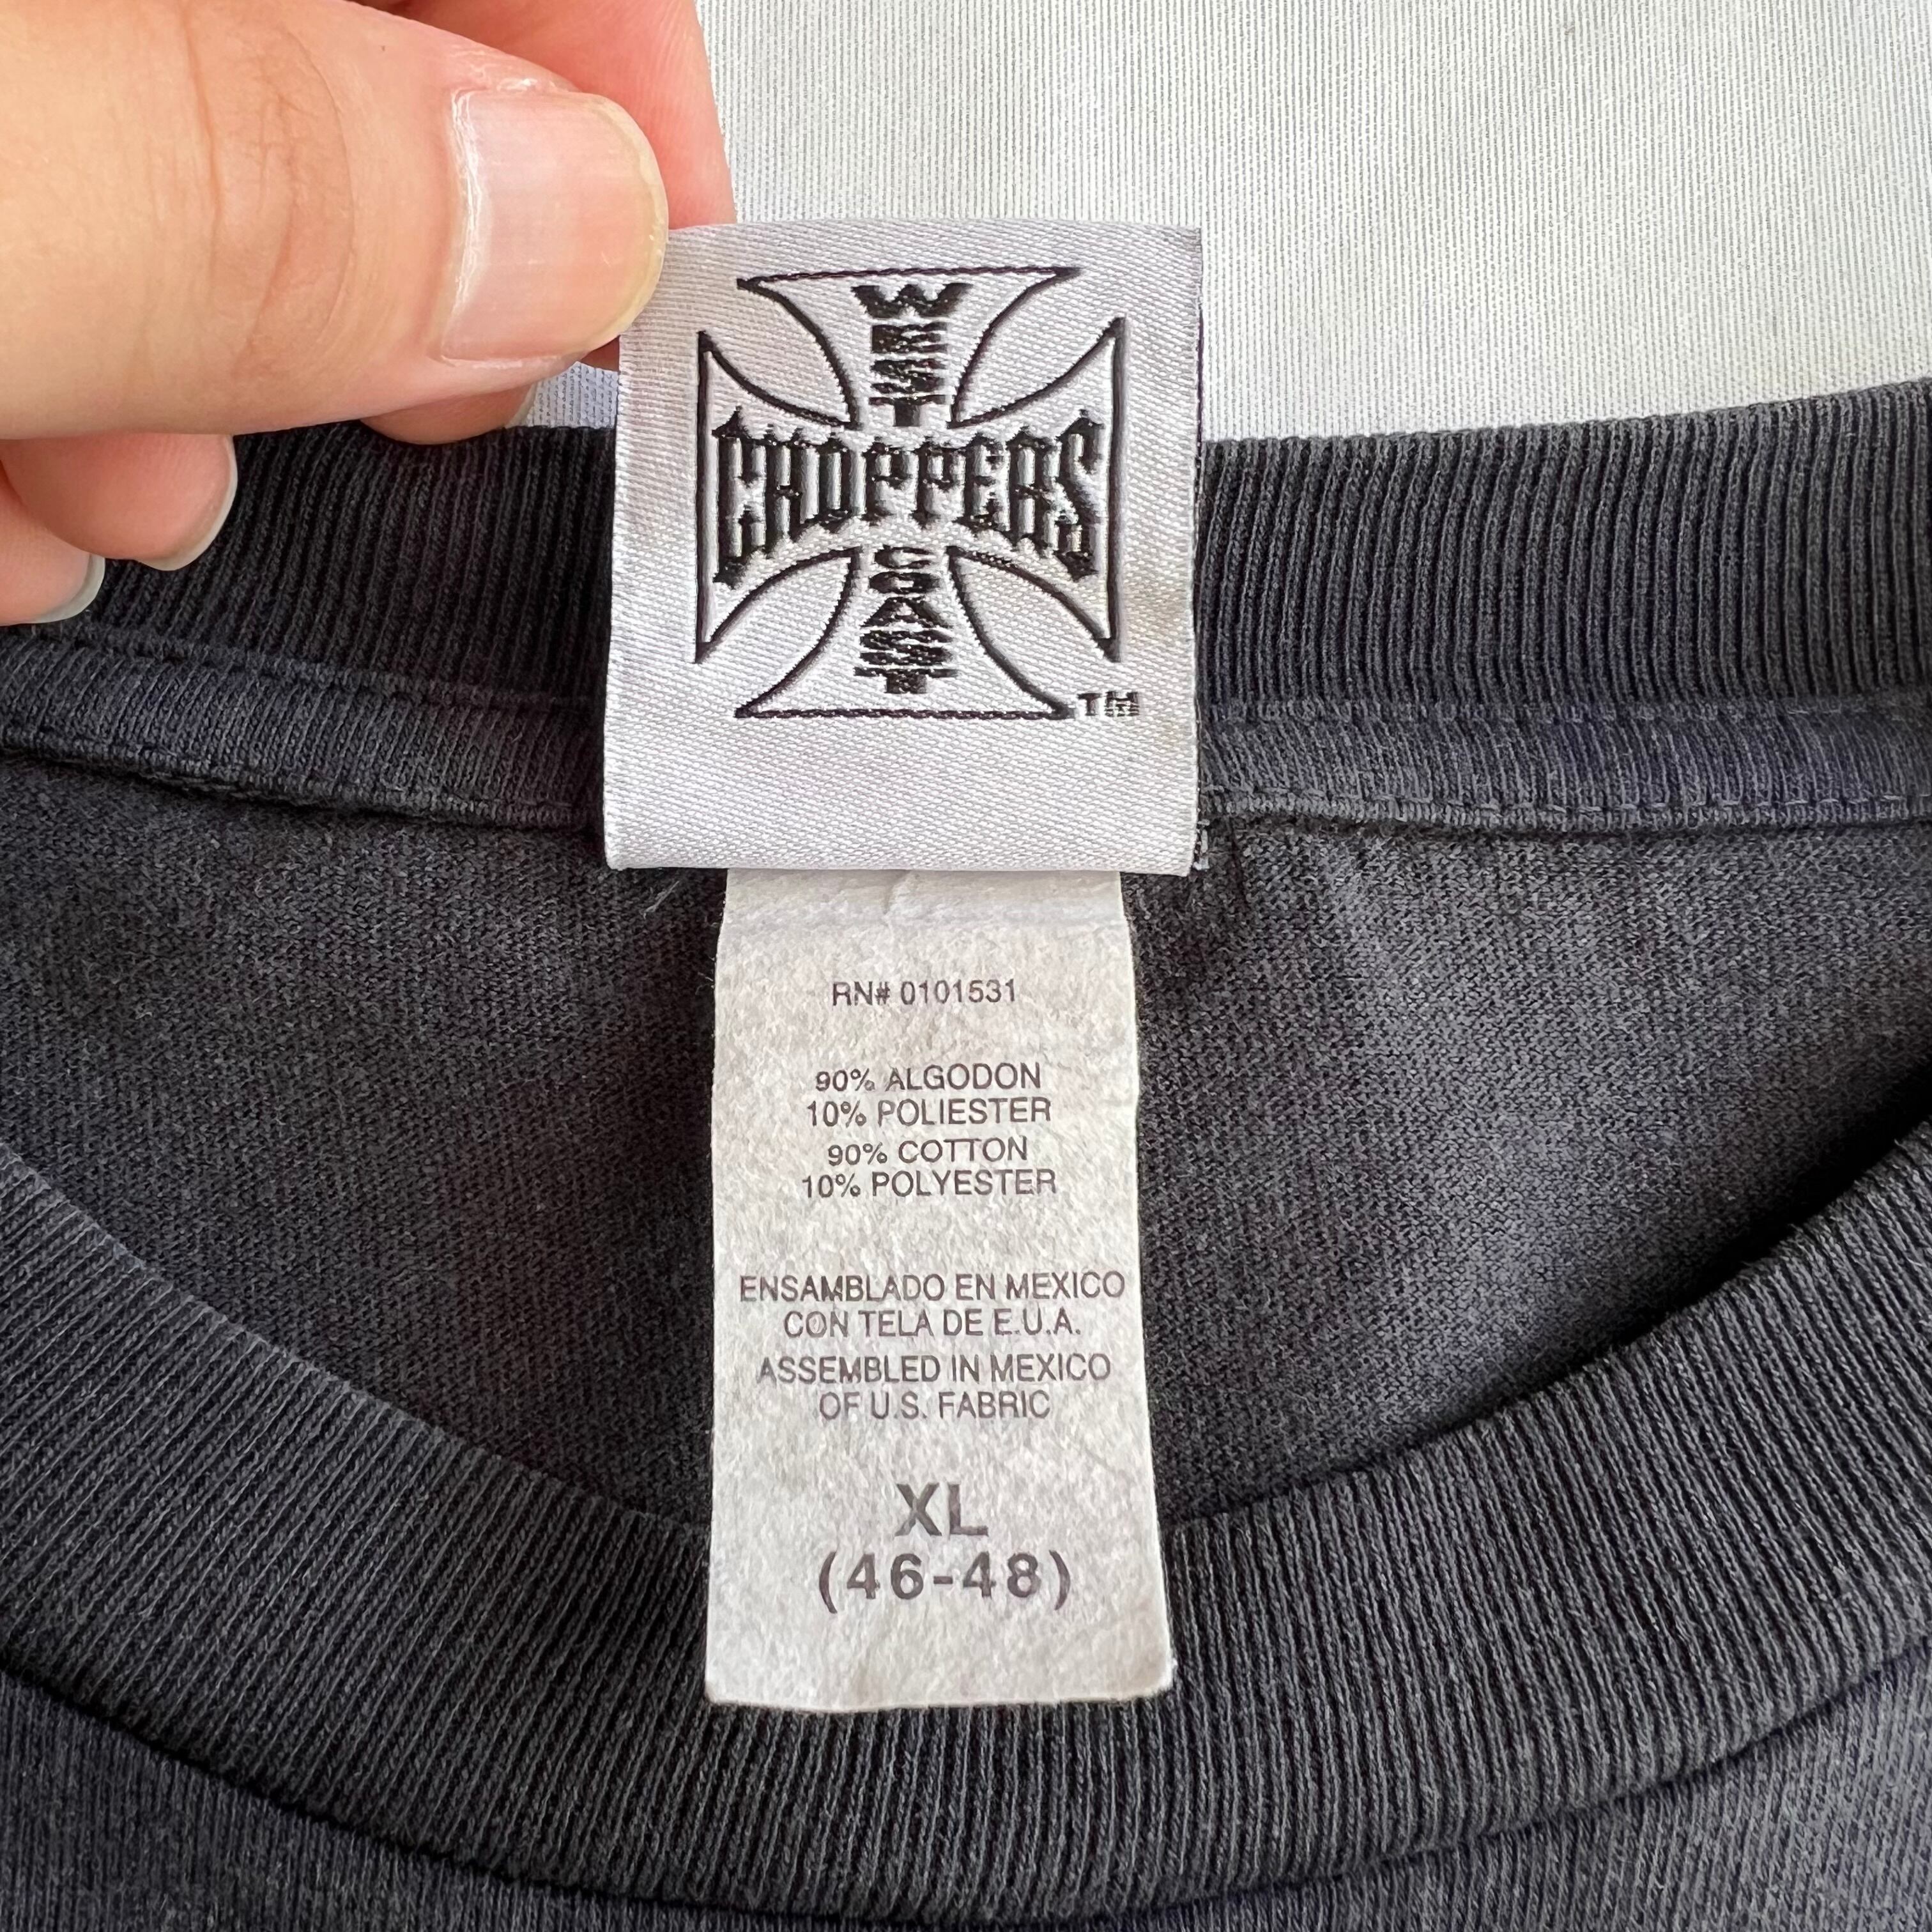 WEST
CHOPPERS
COAST
TM
RN# 0101531
90% ALGODON
10% POLIESTER
90% COTTON
10% POLYESTER
ENSAMBLADO EN MEXICO
CON TELA DE E.U.A.
ASSEMBLED IN MEXICO
OF U.S. FABRIC
XL
(46-48)